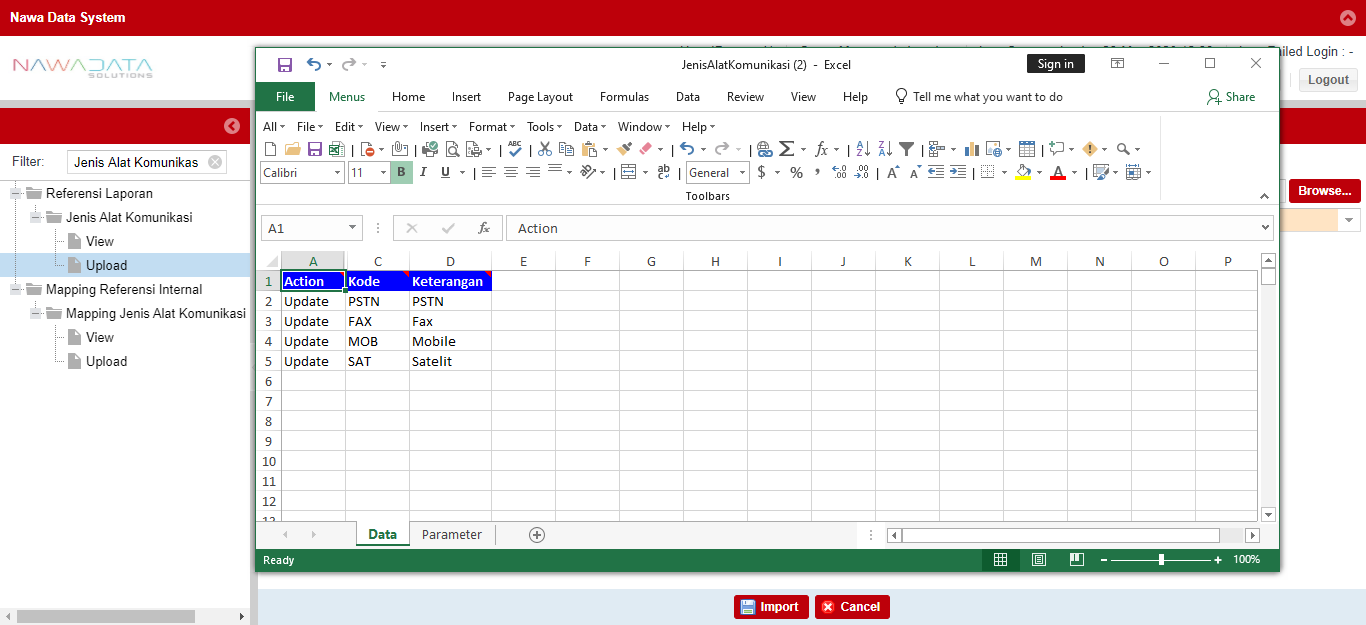 Nawa Data System
NAWADATA
SOLUTIONS
Failed Login : -
Logout
Filter:
Jenis Alat Komunikas
Referensi Laporan
Jenis Alat Komunikasi
View
Upload
Mapping Referensi Internal
Mapping Jenis Alat Komunikasi
View
Upload
JenisAlatKomunikasi (2) - Excel
Sign in
File Menus Home Insert Page Layout Formulas Data Review View Help Tell me what you want to do Share
All File Edit View Insert Format Tools Data Window Help
Calibri 11 B I U General $ % ,
Toolbars
A1 fx Action
A C D E F G H I J K L M N O P
1 Action Kode Keterangan
2 Update PSTN PSTN
3 Update FAX Fax
4 Update MOB Mobile
5 Update SAT Satelit
6
7
8
9
10
11
12
13
Data Parameter
Ready 100%
Browse...
Import Cancel